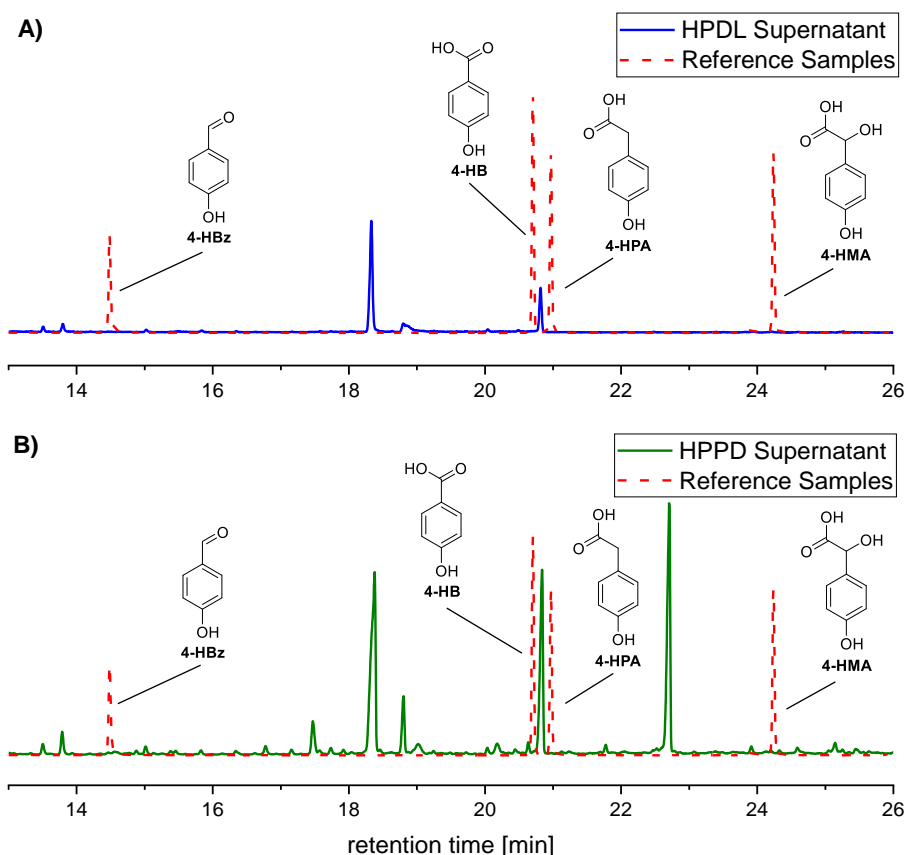 A)
HPDL Supernatant
Reference Samples
HO O
OH
4-HB
OH
O
OH
4-HPA
OH
O OH
OH
4-HMA
O
OH
4-HBz
14 16 18 20 22 24 26
B)
HPPD Supernatant
Reference Samples
HO O
OH
4-HB
OH
O
OH
4-HPA
OH
O OH
OH
4-HMA
O
OH
4-HBz
14 16 18 20 22 24 26
retention time [min]